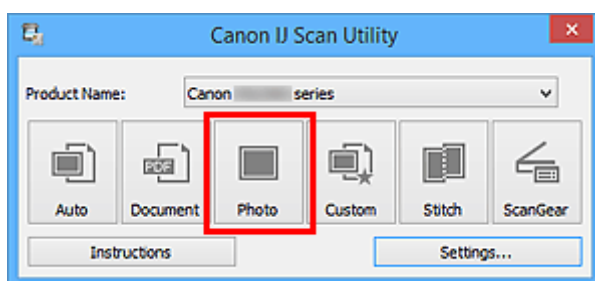 Canon IJ Scan Utility
Product Name: Canon series
Auto Document Photo Custom Stitch ScanGear
PDF
Instructions Settings...